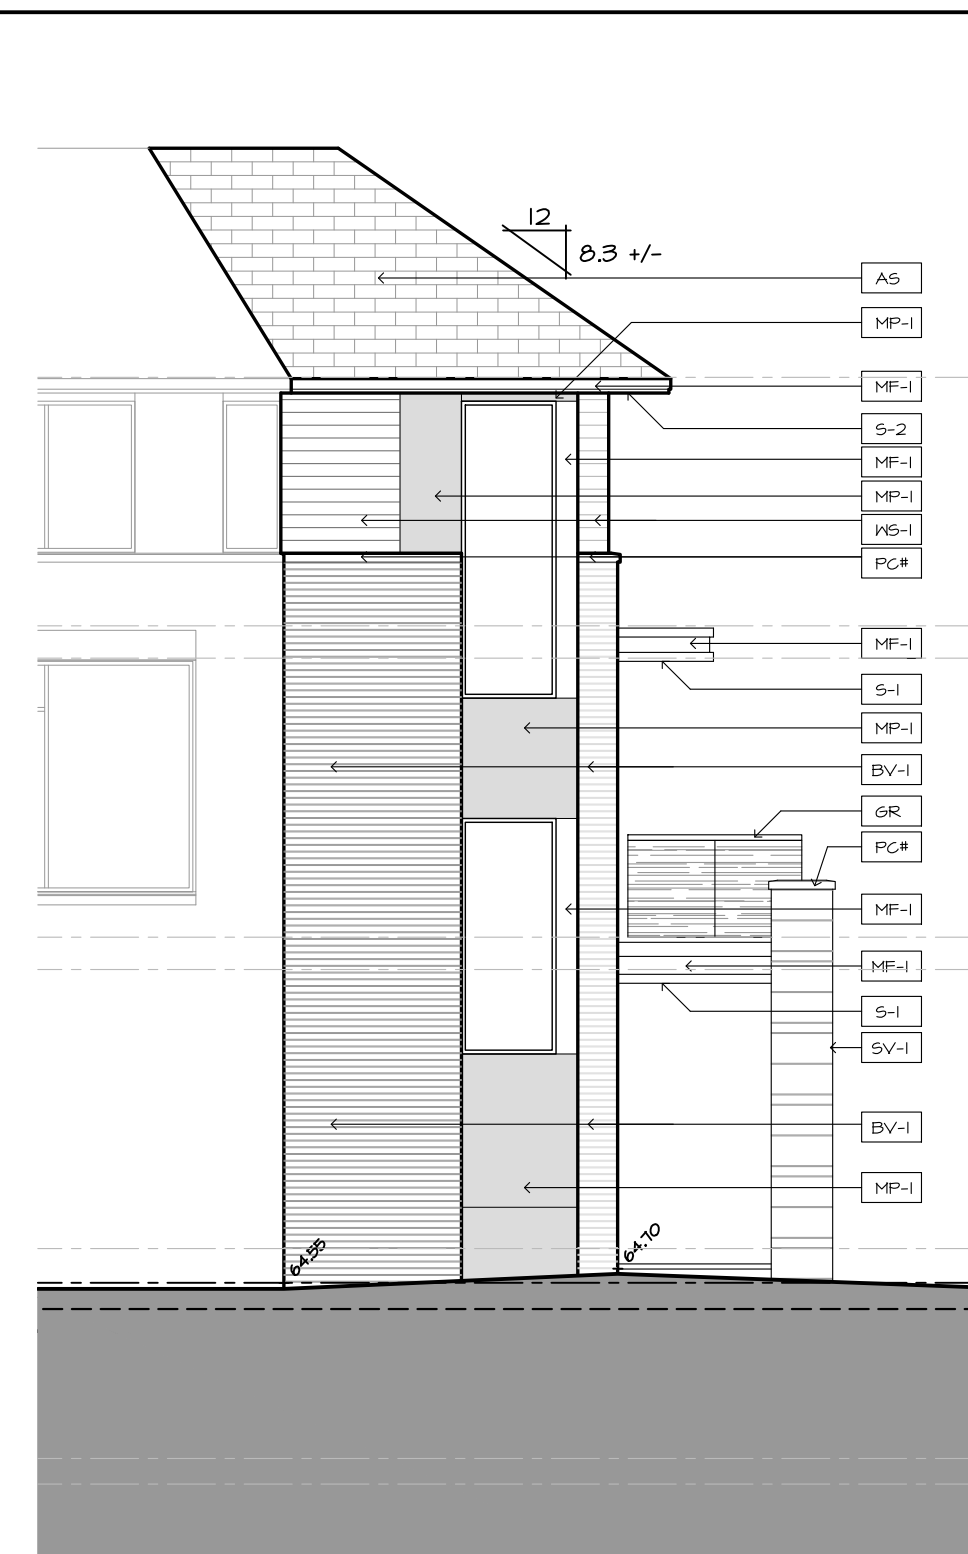 12
8.3 +/-
AS
MP-1
MF-1
S-2
MF-1
MP-1
WS-1
PC#
MF-1
S-1
MP-1
BV-1
GR
PC#
MF-1
MF-1
S-1
SV-1
BV-1
MP-1
64.55
64.70